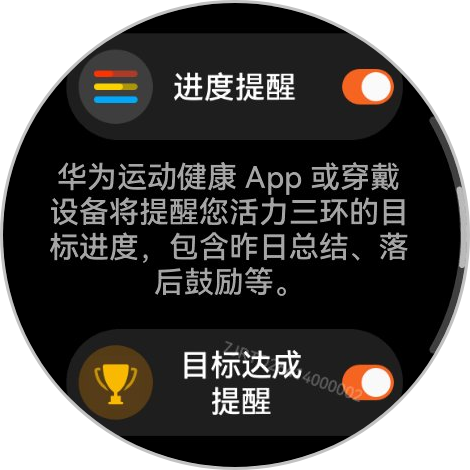 进度提醒
华为运动健康 App 或穿戴
设备将提醒您活力三环的目
标进度，包含昨日总结、落
后鼓励等。
目标达成
提醒